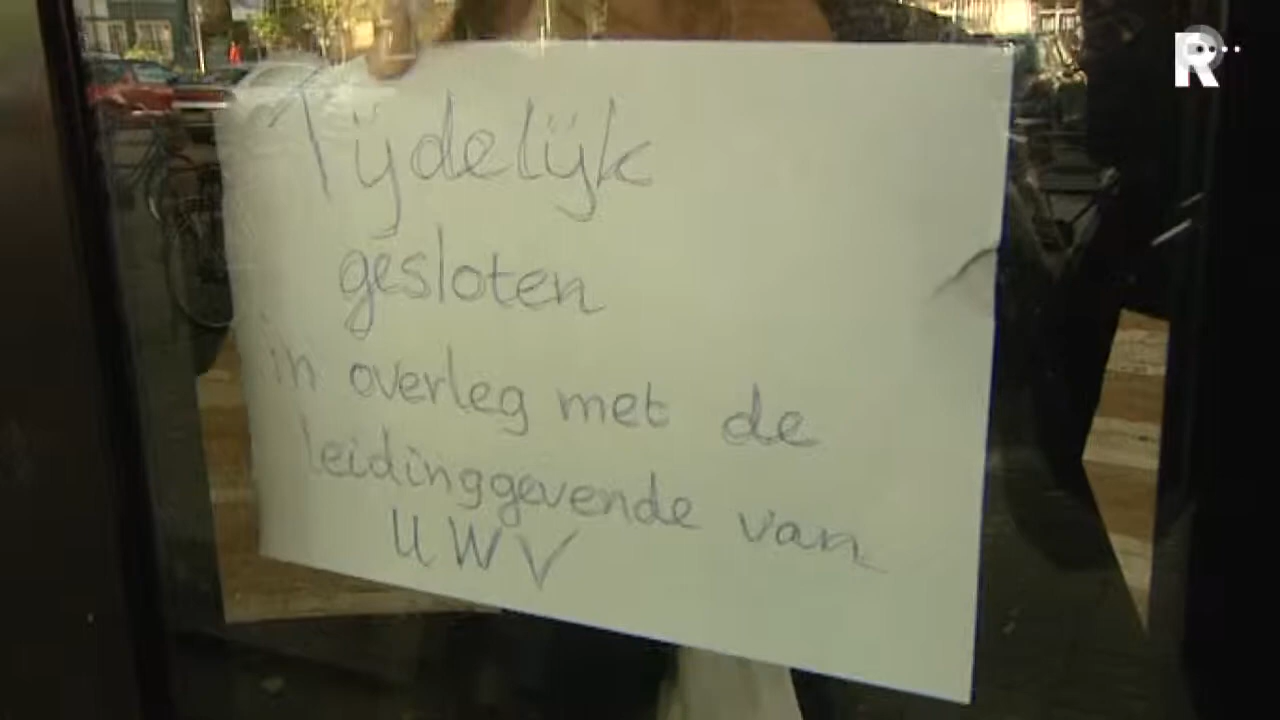 Tijdelijk
gesloten
in overleg met de
leidinggevende van
UWV
R